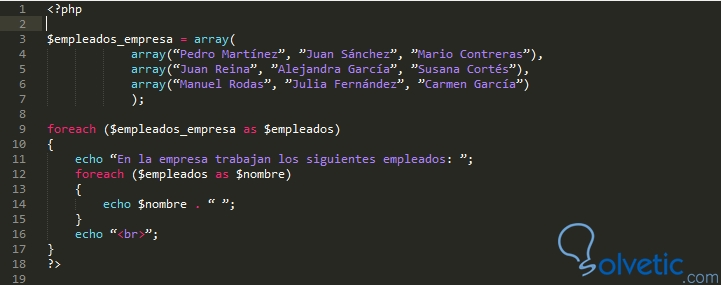 1 <?php
2
3 $empleados_empresa = array(
4 array(“Pedro Martínez”, ”Juan Sánchez”, ”Mario Contreras”),
5 array(“Juan Reina”, ”Alejandra García”, ”Susana Cortés”),
6 array(“Manuel Rodas”, ”Julia Fernández”, ”Carmen García”)
7 );
8
9 foreach ($empleados_empresa as $empleados)
10 {
11 echo “En la empresa trabajan los siguientes empleados: ”;
12 foreach ($empleados as $nombre)
13 {
14 echo $nombre . “ ”;
15 }
16 echo “<br>”;
17 }
18 ?>
19
Solvetic.com